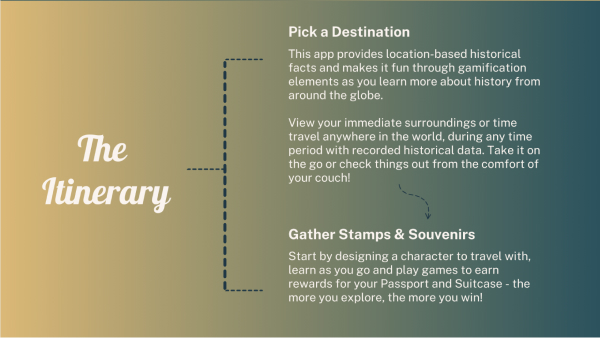 The
Itinerary
Pick a Destination
This app provides location-based historical
facts and makes it fun through gamification
elements as you learn more about history from
around the globe.
View your immediate surroundings or time
travel anywhere in the world, during any time
period with recorded historical data. Take it on
the go or check things out from the comfort of
your couch!
Gather Stamps & Souvenirs
Start by designing a character to travel with,
learn as you go and play games to earn
rewards for your Passport and Suitcase - the
more you explore, the more you win!